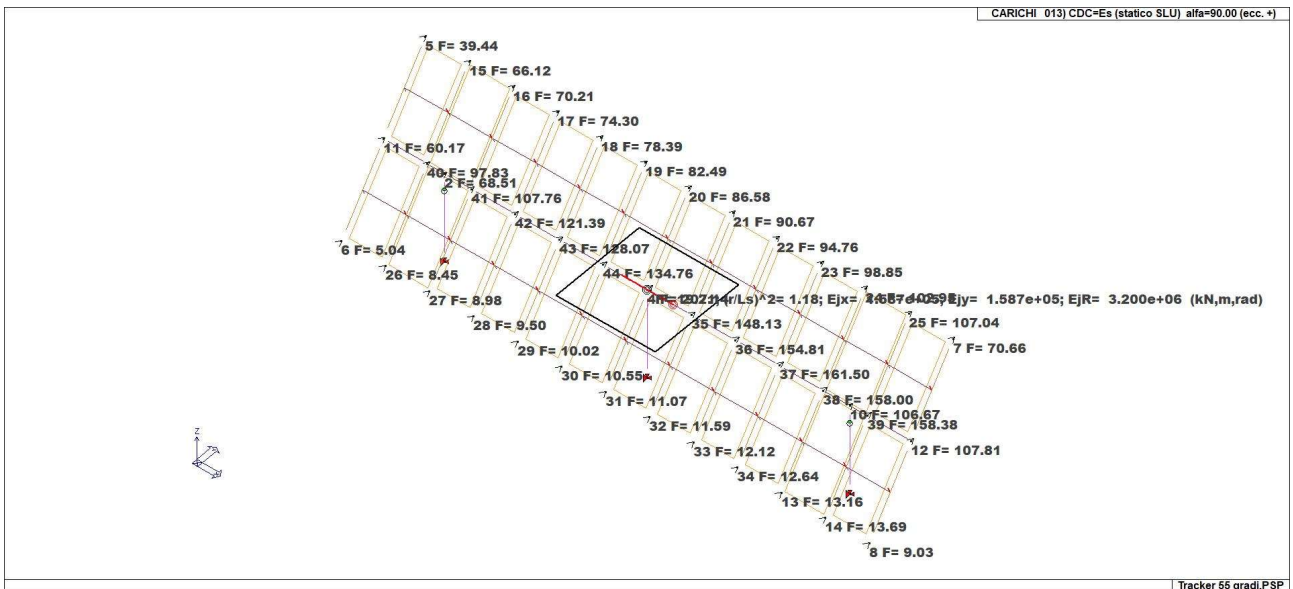 CARICHI 013) CDC=Es (statico SLU) alfa=90.00 (ecc. +)
5 F= 39.44
15 F= 66.12
16 F= 70.21
17 F= 74.30
18 F= 78.39
11 F= 60.17
19 F= 82.49
40 F= 97.83
2 F= 68.51
20 F= 86.58
41 F= 107.76
21 F= 90.67
42 F= 121.39
22 F= 94.76
6 F= 5.04
43 F= 128.07
23 F= 98.85
26 F= 8.45
44 F= 134.76
27 F= 8.98
(r/Ls)^2= 1.18; Ejx= Ejy= 1.587e+05; EjR= 3.200e+06 (kN,m,rad)
25 F= 107.04
28 F= 9.50
35 F= 148.13
7 F= 70.66
29 F= 10.02
36 F= 154.81
30 F= 10.55
37 F= 161.50
31 F= 11.07
38 F= 158.00
10 F= 106.67
32 F= 11.59
39 F= 158.38
Z
33 F= 12.12
12 F= 107.81
34 F= 12.64
13 F= 13.16
14 F= 13.69
8 F= 9.03
Tracker 55 gradi.PSP